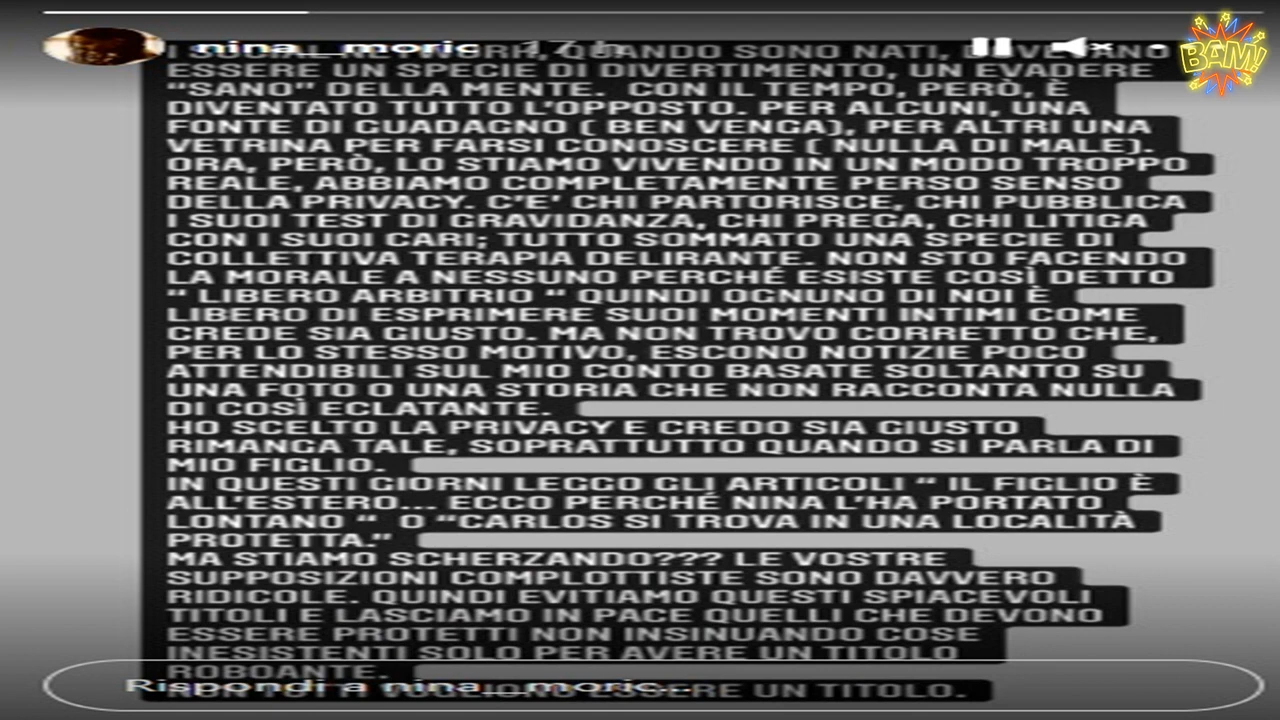 nina__moric
BAM!
I SOCIAL QUANDO SONO NATI,
ESSERE UN SPECIE DI DIVERTIMENTO, UN EVADERE
“SANO” DELLA MENTE. CON IL TEMPO, PERÒ, È
DIVENTATO TUTTO L'OPPOSTO. PER ALCUNI, UNA
FONTE DI GUADAGNO ( BEN VENGA), PER ALTRI UNA
VETRINA PER FARSI CONOSCERE ( NULLA DI MALE).
ORA, PERÒ, LO STIAMO VIVENDO IN UN MODO TROPPO
REALE, ABBIAMO COMPLETAMENTE PERSO SENSO
DELLA PRIVACY. C'E' CHI PARTORISCE, CHI PUBBLICA
I SUOI TEST DI GRAVIDANZA, CHI PREGA, CHI LITIGA
CON I SUOI CARI; TUTTO SOMMATO UNA SPECIE DI
COLLETTIVA TERAPIA DELIRANTE. NON STO FACENDO
LA MORALE A NESSUNO PERCHÉ ESISTE COSÌ DETTO
“ LIBERO ARBITRIO “ QUINDI OGNUNO DI NOI È
LIBERO DI ESPRIMERE SUOI MOMENTI INTIMI COME
CREDE SIA GIUSTO. MA NON TROVO CORRETTO CHE,
PER LO STESSO MOTIVO, ESCONO NOTIZIE POCO
ATTENDIBILI SUL MIO CONTO BASATE SOLTANTO SU
UNA FOTO O UNA STORIA CHE NON RACCONTA NULLA
DI COSÌ ECLATANTE.
HO SCELTO LA PRIVACY E CREDO SIA GIUSTO
RIMANGA TALE, SOPRATTUTTO QUANDO SI PARLA DI
MIO FIGLIO.
IN QUESTI GIORNI LEGGO GLI ARTICOLI “ IL FIGLIO È
ALL'ESTERO... ECCO PERCHÉ NINA L'HA PORTATO
LONTANO “ O “CARLOS SI TROVA IN UNA LOCALITÀ
PROTETTA.”
MA STIAMO SCHERZANDO??? LE VOSTRE
SUPPOSIZIONI COMPLOTTISTE SONO DAVVERO
RIDICOLE. QUINDI EVITIAMO QUESTI SPIACEVOLI
TITOLI E LASCIAMO IN PACE QUELLI CHE DEVONO
ESSERE PROTETTI NON INSINUANDO COSE
INESISTENTI SOLO PER AVERE UN TITOLO
ROBOANTE.
Rispondi a nina__moric...
ESSERE UN TITOLO.